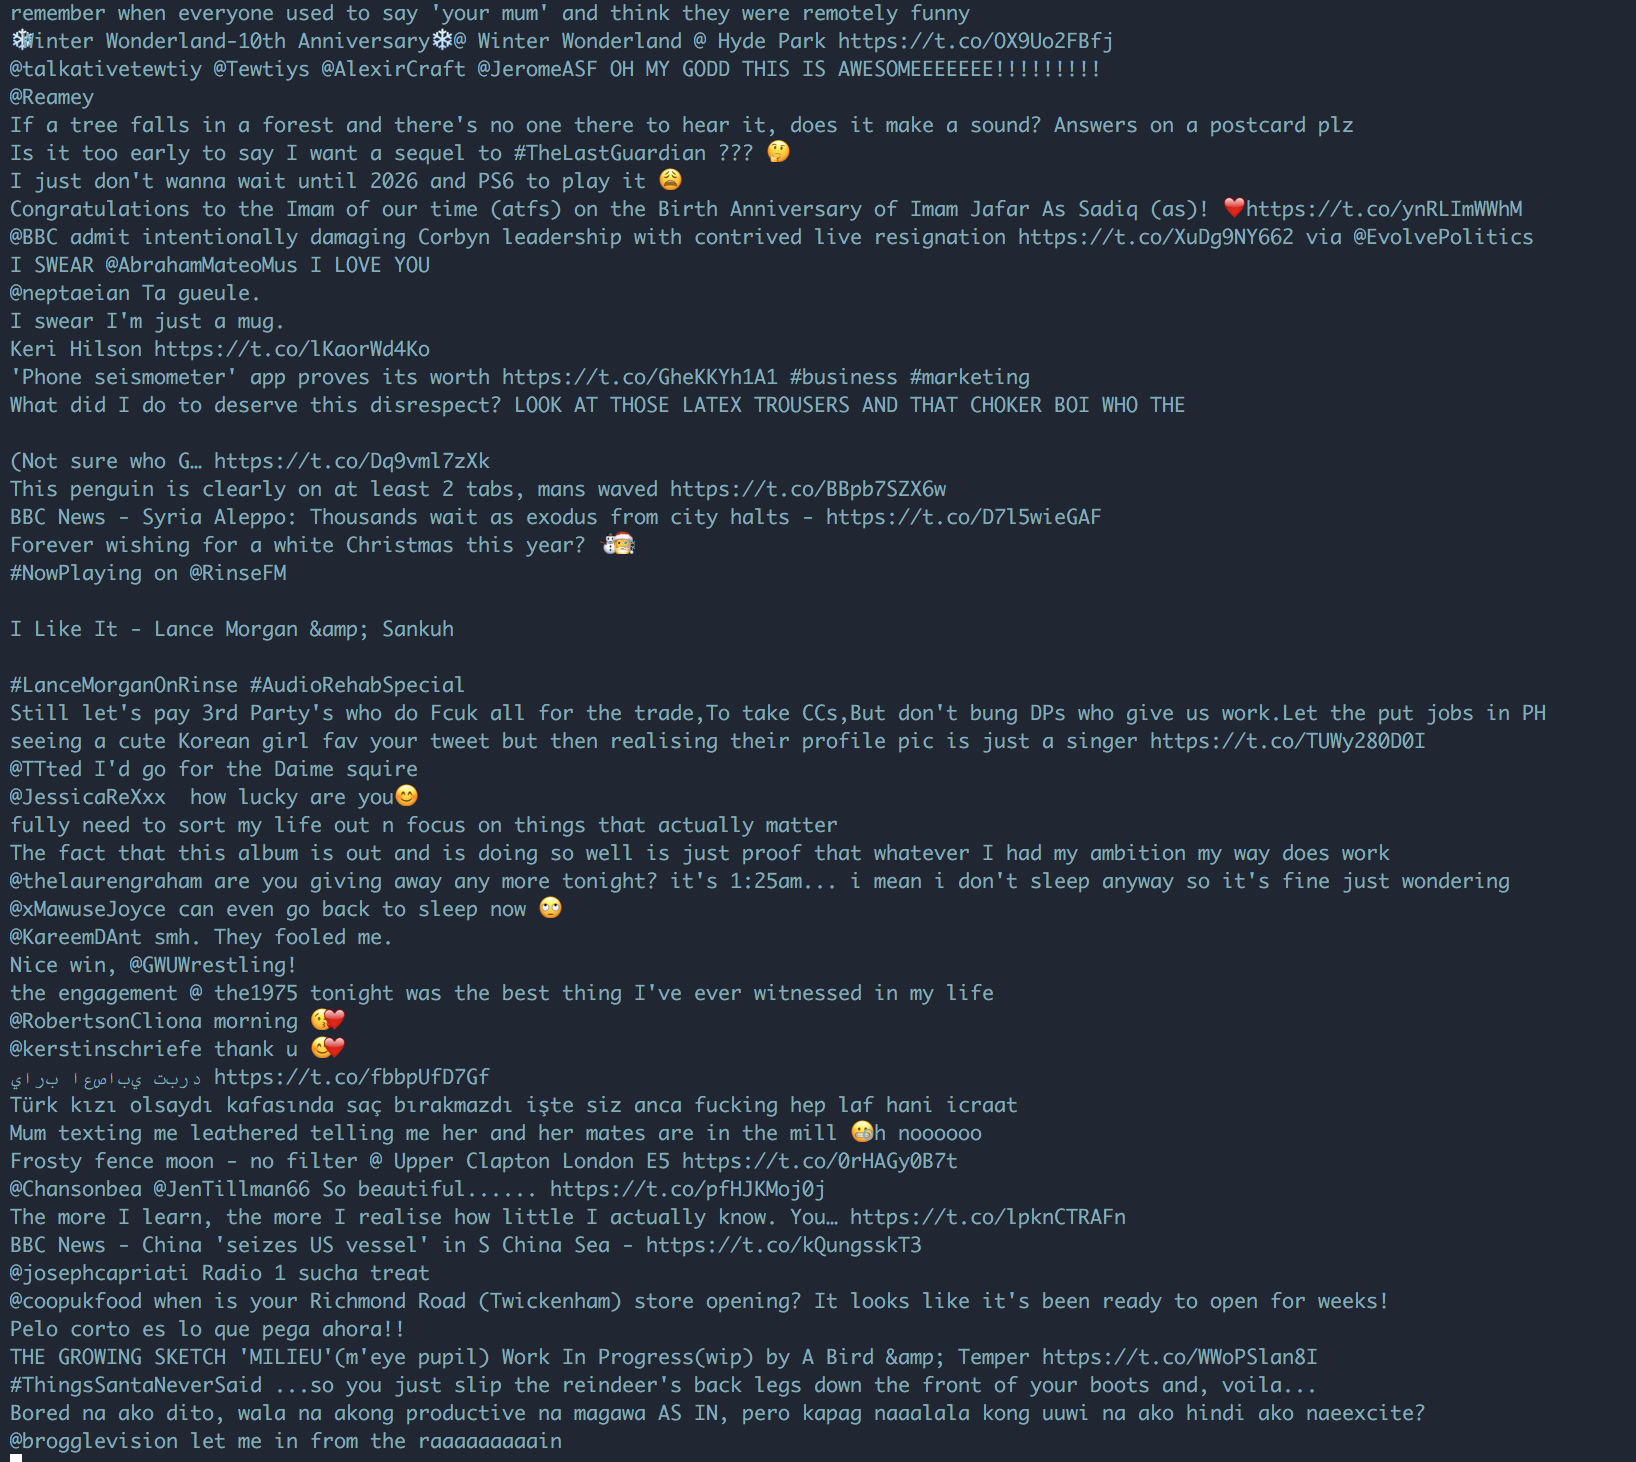 remember when everyone used to say 'your mum' and think they were remotely funny
❄️Winter Wonderland-10th Anniversary❄️@ Winter Wonderland @ Hyde Park https://t.co/OX9Uo2FBfj
@talkativetewtiy @Tewtiys @AlexirCraft @JeromeASF OH MY GODD THIS IS AWESOMEEEEEEE!!!!!!!!!
@Reamey
If a tree falls in a forest and there's no one there to hear it, does it make a sound? Answers on a postcard plz
Is it too early to say I want a sequel to #TheLastGuardian ??? 🤔
I just don't wanna wait until 2026 and PS6 to play it 😩
Congratulations to the Imam of our time (atfs) on the Birth Anniversary of Imam Jafar As Sadiq (as)! ❤️https://t.co/ynRLImWWhM
@BBC admit intentionally damaging Corbyn leadership with contrived live resignation https://t.co/XuDg9NY662 via @EvolvePolitics
I SWEAR @AbrahamMateoMus I LOVE YOU
@neptaeian Ta gueule.
I swear I'm just a mug.
Keri Hilson https://t.co/lKaorWd4Ko
'Phone seismometer' app proves its worth https://t.co/GheKKYh1A1 #business #marketing
What did I do to deserve this disrespect? LOOK AT THOSE LATEX TROUSERS AND THAT CHOKER BOI WHO THE
(Not sure who G… https://t.co/Dq9vml7zXk
This penguin is clearly on at least 2 tabs, mans waved https://t.co/BBpb7SZX6w
BBC News - Syria Aleppo: Thousands wait as exodus from city halts - https://t.co/D7l5wieGAF
Forever wishing for a white Christmas this year? ⛄🎅
#NowPlaying on @RinseFM
I Like It - Lance Morgan &amp; Sankuh
#LanceMorganOnRinse #AudioRehabSpecial
Still let's pay 3rd Party's who do Fcuk all for the trade,To take CCs,But don't bung DPs who give us work.Let the put jobs in PH
seeing a cute Korean girl fav your tweet but then realising their profile pic is just a singer https://t.co/TUWy280D0I
@TTted I'd go for the Daime squire
@JessicaReXxx  how lucky are you😊
fully need to sort my life out n focus on things that actually matter
The fact that this album is out and is doing so well is just proof that whatever I had my ambition my way does work
@thelaurengraham are you giving away any more tonight? it's 1:25am... i mean i don't sleep anyway so it's fine just wondering
@xMawuseJoyce can even go back to sleep now 🙄
@KareemDAnt smh. They fooled me.
Nice win, @GWUWrestling!
the engagement @ the1975 tonight was the best thing I've ever witnessed in my life
@RobertsonCliona morning 😘❤️
@kerstinschriefe thank u 😊❤️
يارب اعصابي تبرد https://t.co/fbbpUfD7Gf
Türk kızı olsaydı kafasında saç bırakmazdı işte siz anca fucking hep laf hani icraat
Mum texting me leathered telling me her and her mates are in the mill 😬h noooooo
Frosty fence moon - no filter @ Upper Clapton London E5 https://t.co/0rHAGy0B7t
@Chansonbea @JenTillman66 So beautiful...... https://t.co/pfHJKMoj0j
The more I learn, the more I realise how little I actually know. You… https://t.co/lpknCTRAFn
BBC News - China 'seizes US vessel' in S China Sea - https://t.co/kQungsskT3
@josephcapriati Radio 1 sucha treat
@coopukfood when is your Richmond Road (Twickenham) store opening? It looks like it's been ready to open for weeks!
Pelo corto es lo que pega ahora!!
THE GROWING SKETCH 'MILIEU'(m'eye pupil) Work In Progress(wip) by A Bird &amp; Temper https://t.co/WWoPSlan8I
#ThingsSantaNeverSaid ...so you just slip the reindeer's back legs down the front of your boots and, voila...
Bored na ako dito, wala na akong productive na magawa AS IN, pero kapag naaalala kong uuwi na ako hindi ako naeexcite?
@brogglevision let me in from the raaaaaaaaain